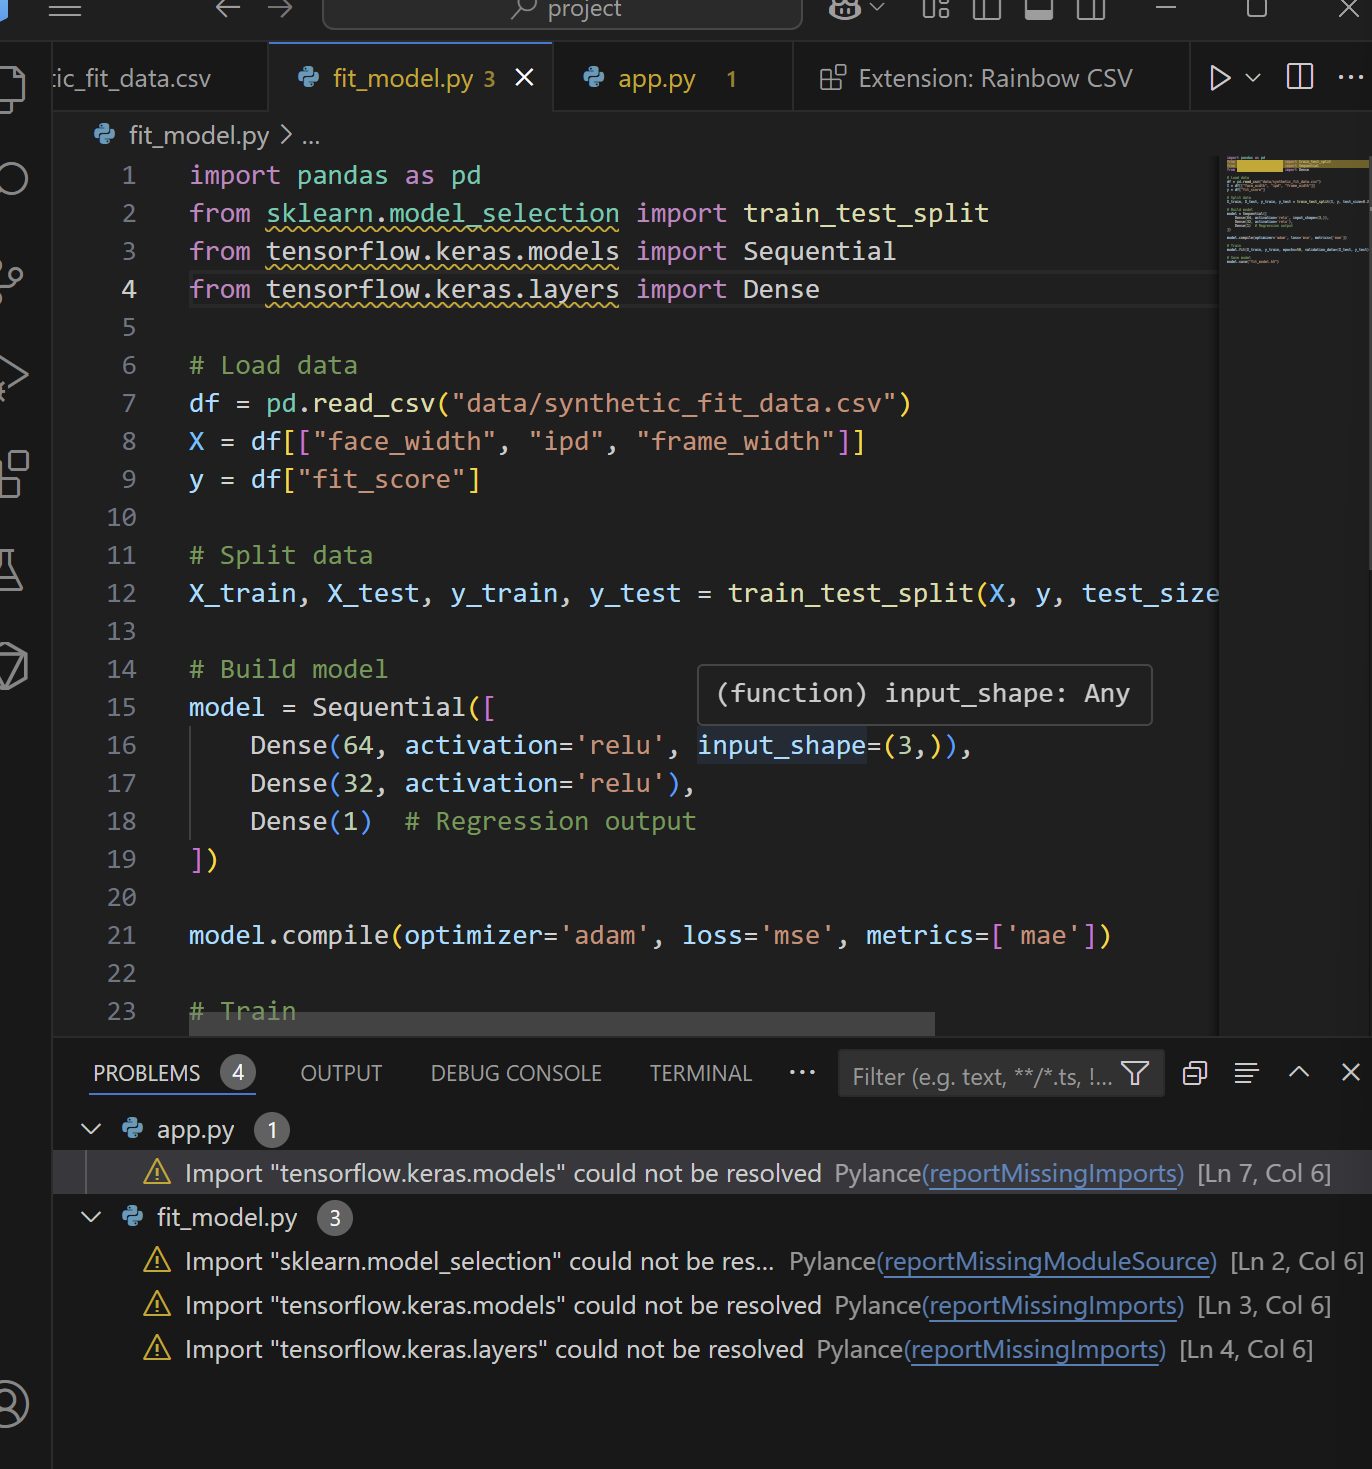 project
tic_fit_data.csv
fit_model.py 3
app.py 1
Extension: Rainbow CSV
fit_model.py > ...
1 import pandas as pd
2 from sklearn.model_selection import train_test_split
3 from tensorflow.keras.models import Sequential
4 from tensorflow.keras.layers import Dense
5
6 # Load data
7 df = pd.read_csv("data/synthetic_fit_data.csv")
8 X = df[["face_width", "ipd", "frame_width"]]
9 y = df["fit_score"]
10
11 # Split data
12 X_train, X_test, y_train, y_test = train_test_split(X, y, test_size
13
14 # Build model
(function) input_shape: Any
15 model = Sequential([
16 Dense(64, activation='relu', input_shape=(3,)),
17 Dense(32, activation='relu'),
18 Dense(1)  # Regression output
19 ])
20
21 model.compile(optimizer='adam', loss='mse', metrics=['mae'])
22
23 # Train
PROBLEMS 4
OUTPUT
DEBUG CONSOLE
TERMINAL
Filter (e.g. text, **/*.ts, !...
app.py 1
Import "tensorflow.keras.models" could not be resolved Pylance(reportMissingImports) [Ln 7, Col 6]
fit_model.py 3
Import "sklearn.model_selection" could not be res... Pylance(reportMissingModuleSource) [Ln 2, Col 6]
Import "tensorflow.keras.models" could not be resolved Pylance(reportMissingImports) [Ln 3, Col 6]
Import "tensorflow.keras.layers" could not be resolved Pylance(reportMissingImports) [Ln 4, Col 6]